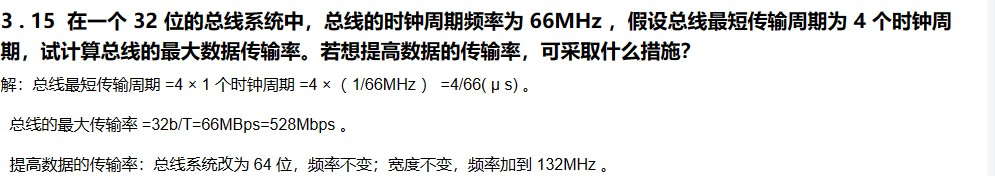 3 . 15 在一个 32 位的总线系统中，总线的时钟周期频率为 66MHz ，假设总线最短传输周期为 4 个时钟周
期，试计算总线的最大数据传输率。若想提高数据的传输率，可采取什么措施?
解：总线最短传输周期 =4 × 1 个时钟周期 =4 × （ 1/66MHz ） =4/66( μ s) 。
总线的最大传输率 =32b/T=66MBps=528Mbps 。
提高数据的传输率：总线系统改为 64 位，频率不变；宽度不变，频率加到 132MHz 。